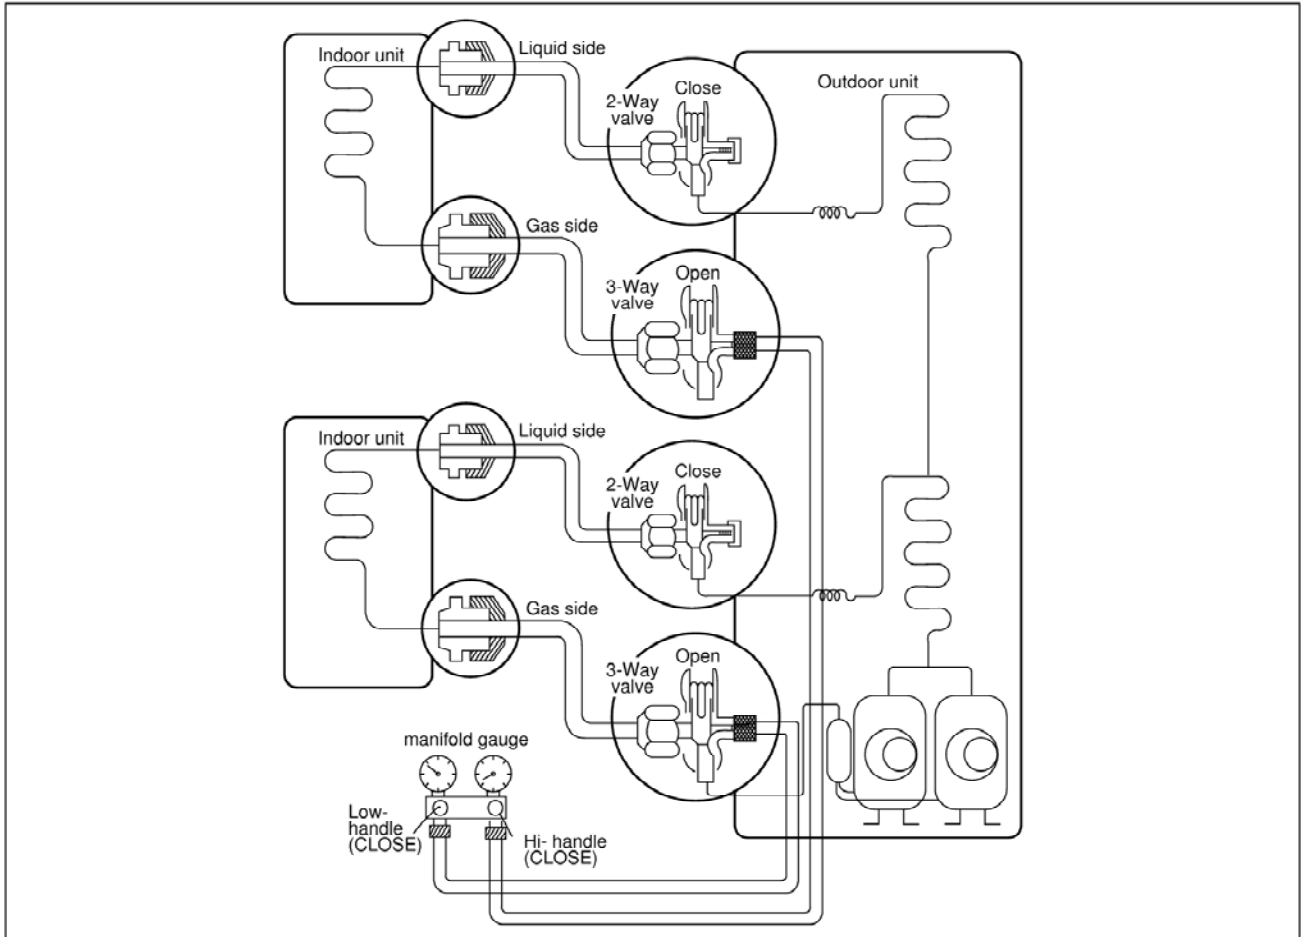 Indoor unit
Liquid side
2-Way
valve
Close
Outdoor unit
Gas side
3-Way
valve
Open
Indoor unit
Liquid side
2-Way
valve
Close
Gas side
3-Way
valve
Open
manifold gauge
Low-
handle
(CLOSE)
Hi- handle
(CLOSE)